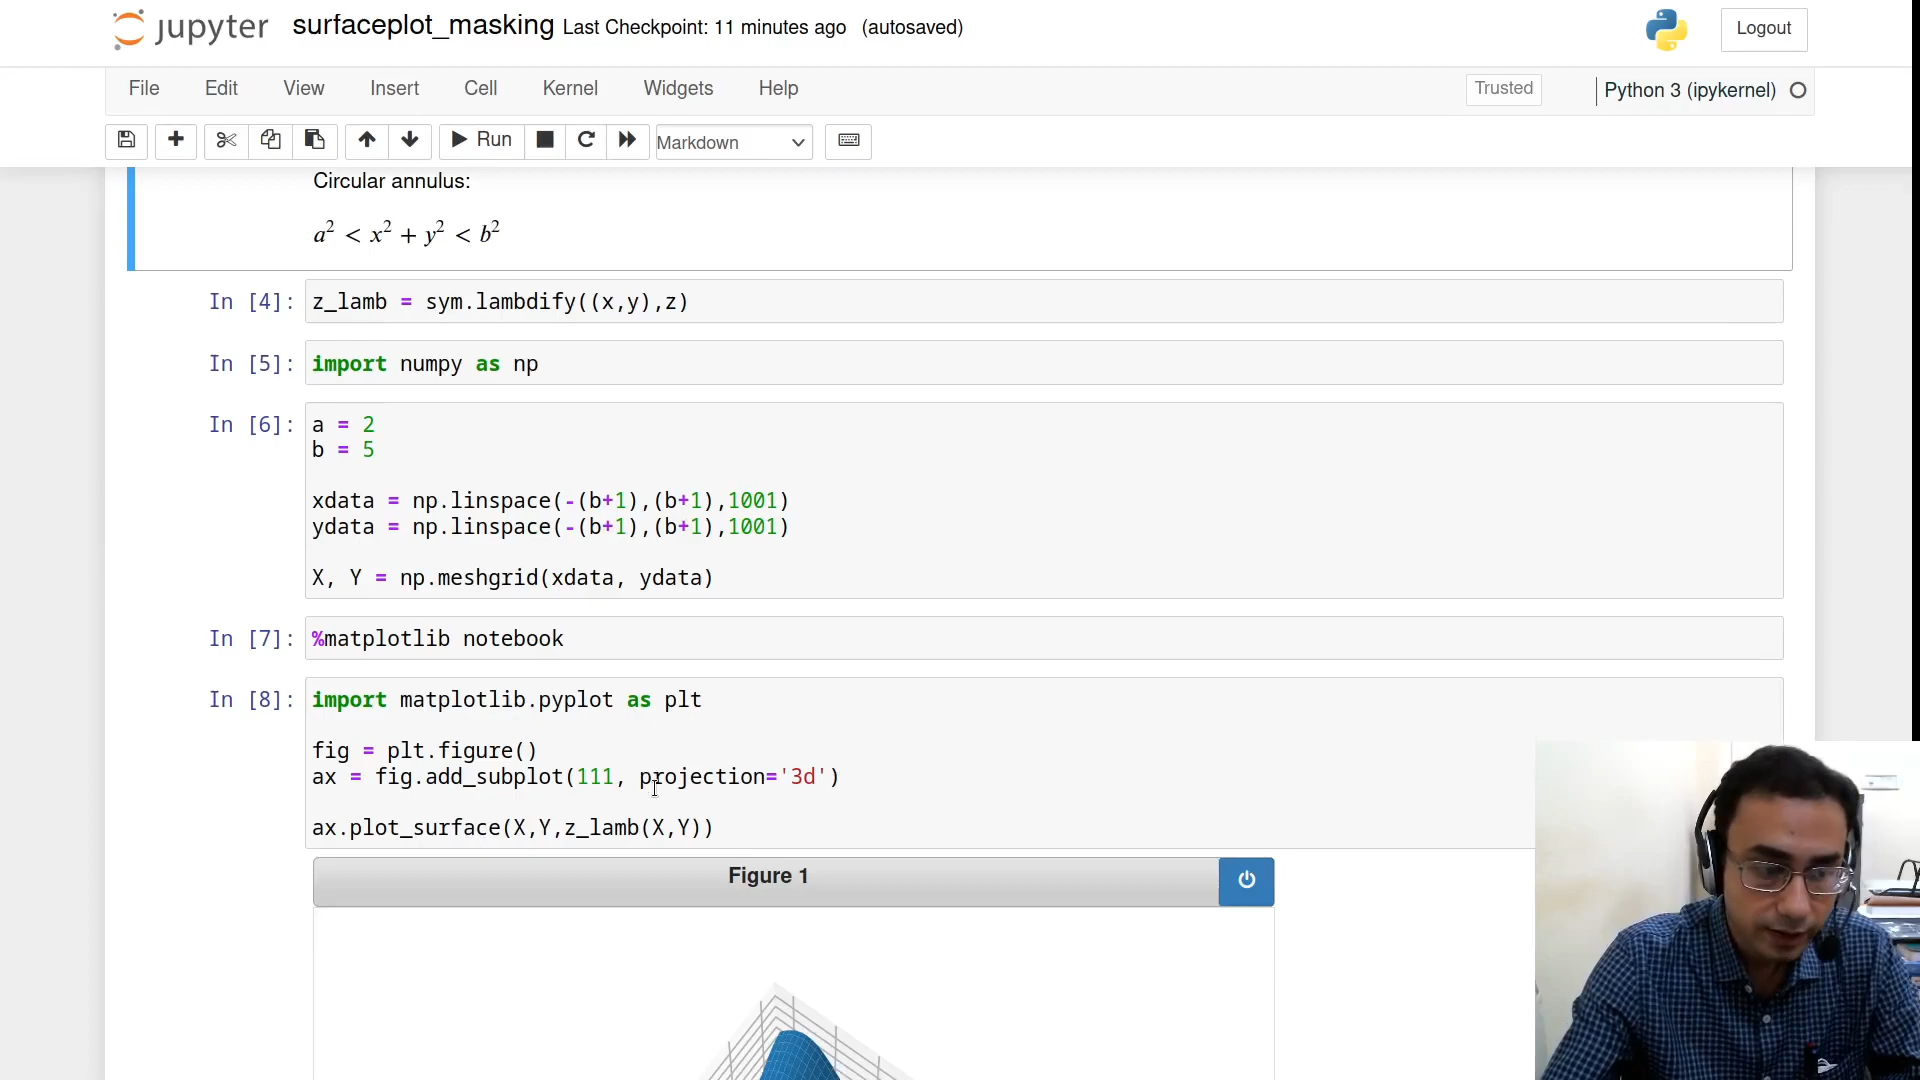 jupyter surfaceplot_masking Last Checkpoint: 11 minutes ago (autosaved) Logout
File Edit View Insert Cell Kernel Widgets Help Trusted Python 3 (ipykernel)
Run Markdown
Circular annulus:
a² < x² + y² < b²
In [4]: z_lamb = sym.lambdify((x,y),z)
In [5]: import numpy as np
In [6]: a = 2
b = 5
xdata = np.linspace(-(b+1),(b+1),1001)
ydata = np.linspace(-(b+1),(b+1),1001)
X, Y = np.meshgrid(xdata, ydata)
In [7]: %matplotlib notebook
In [8]: import matplotlib.pyplot as plt
fig = plt.figure()
ax = fig.add_subplot(111, projection='3d')
ax.plot_surface(X,Y,z_lamb(X,Y))
Figure 1